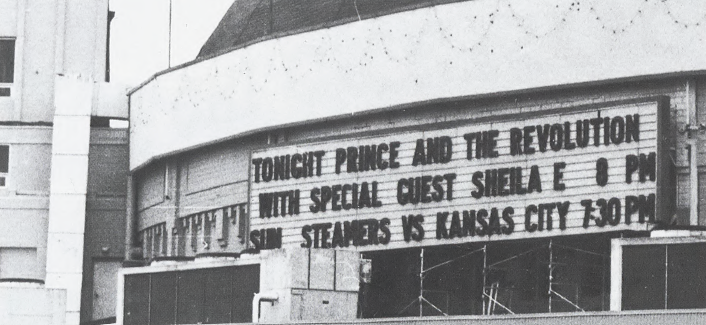 TONIGHT PRINCE AND THE REVOLUTION
WITH SPECIAL GUEST SHEILA E 8 PM
SUN STEAMERS VS KANSAS CITY 7:30 PM